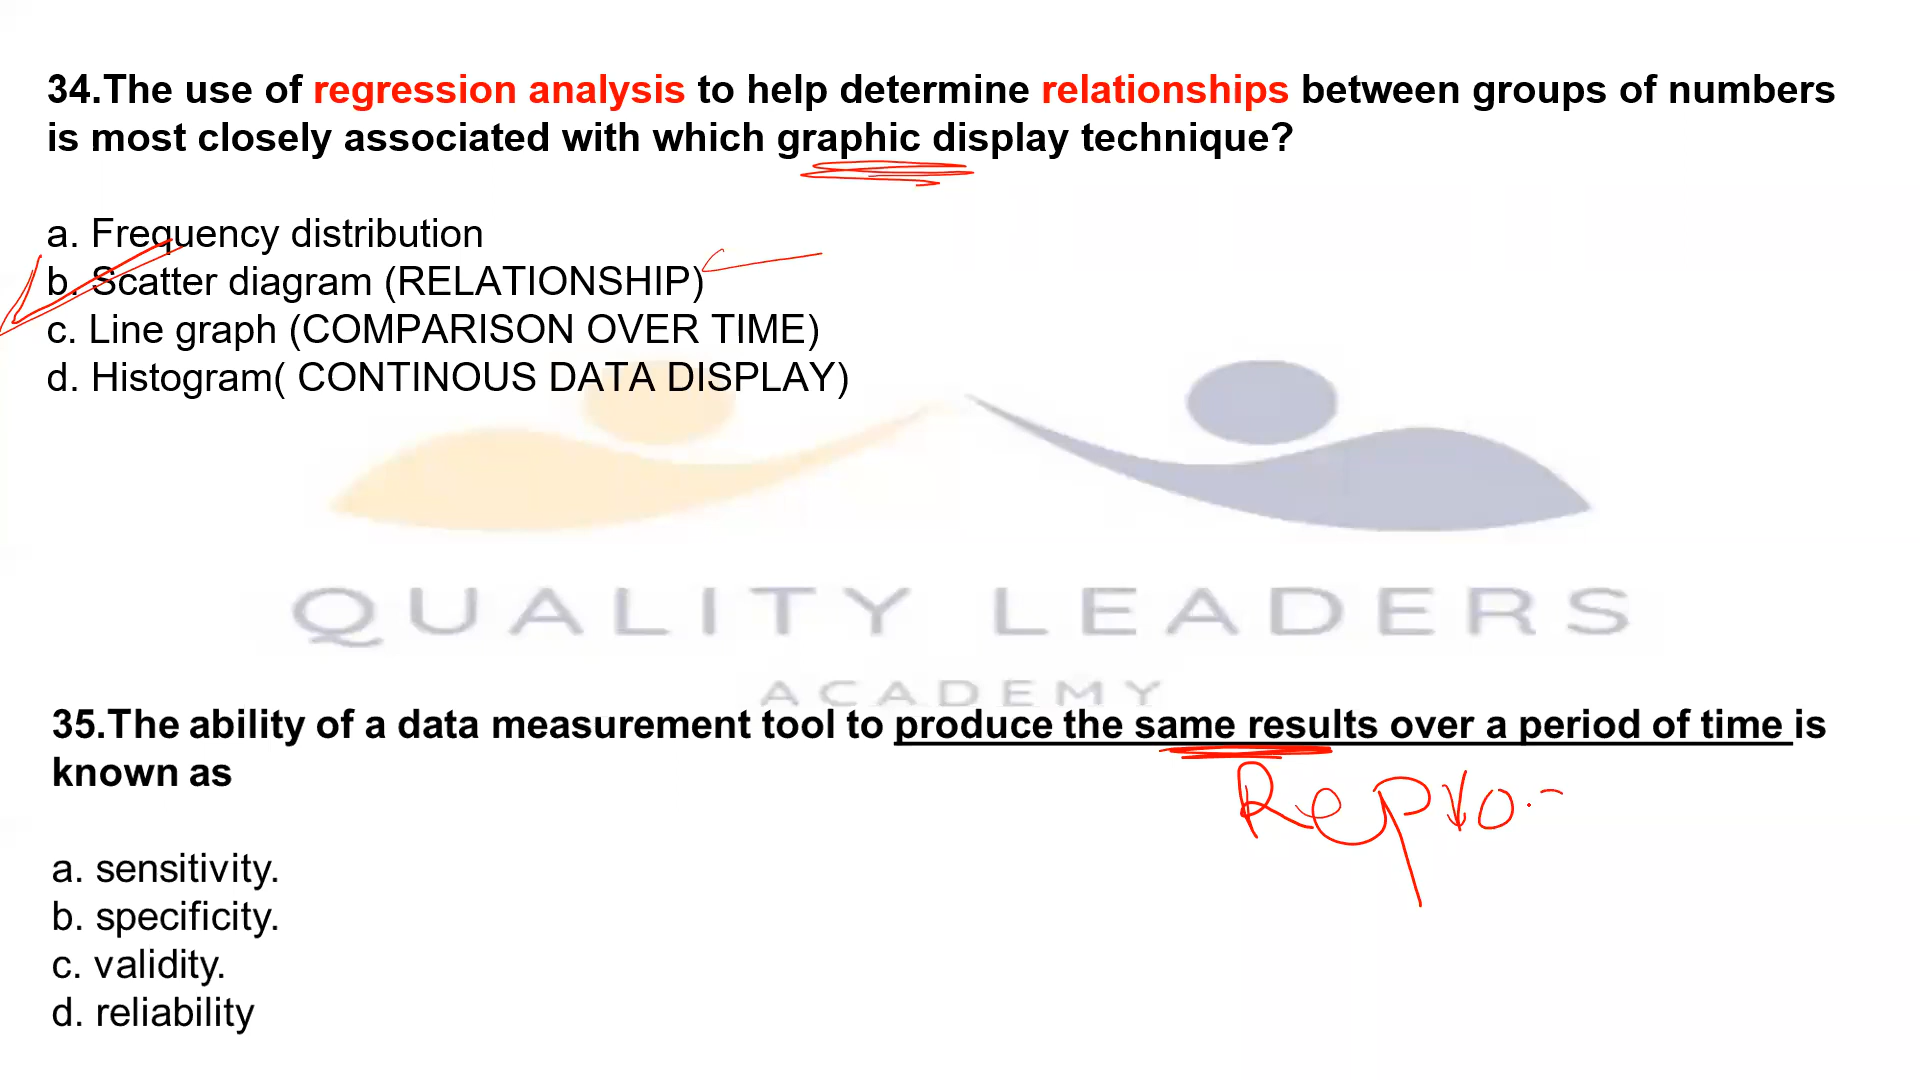 34.The use of regression analysis to help determine relationships between groups of numbers
is most closely associated with which graphic display technique?
a. Frequency distribution
b. Scatter diagram (RELATIONSHIP)
c. Line graph (COMPARISON OVER TIME)
d. Histogram( CONTINOUS DATA DISPLAY)
QUALITY LEADERS
ACADEMY
35.The ability of a data measurement tool to produce the same results over a period of time is
known as
Repro
a. sensitivity.
b. specificity.
c. validity.
d. reliability